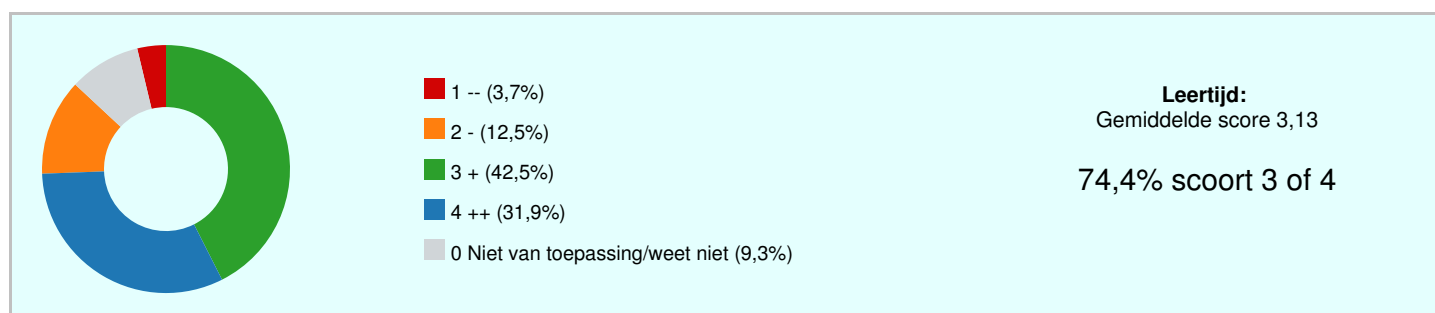 1 -- (3,7%)
2 - (12,5%)
3 + (42,5%)
4 ++ (31,9%)
0 Niet van toepassing/weet niet (9,3%)
Leertijd:
Gemiddelde score 3,13
74,4% scoort 3 of 4